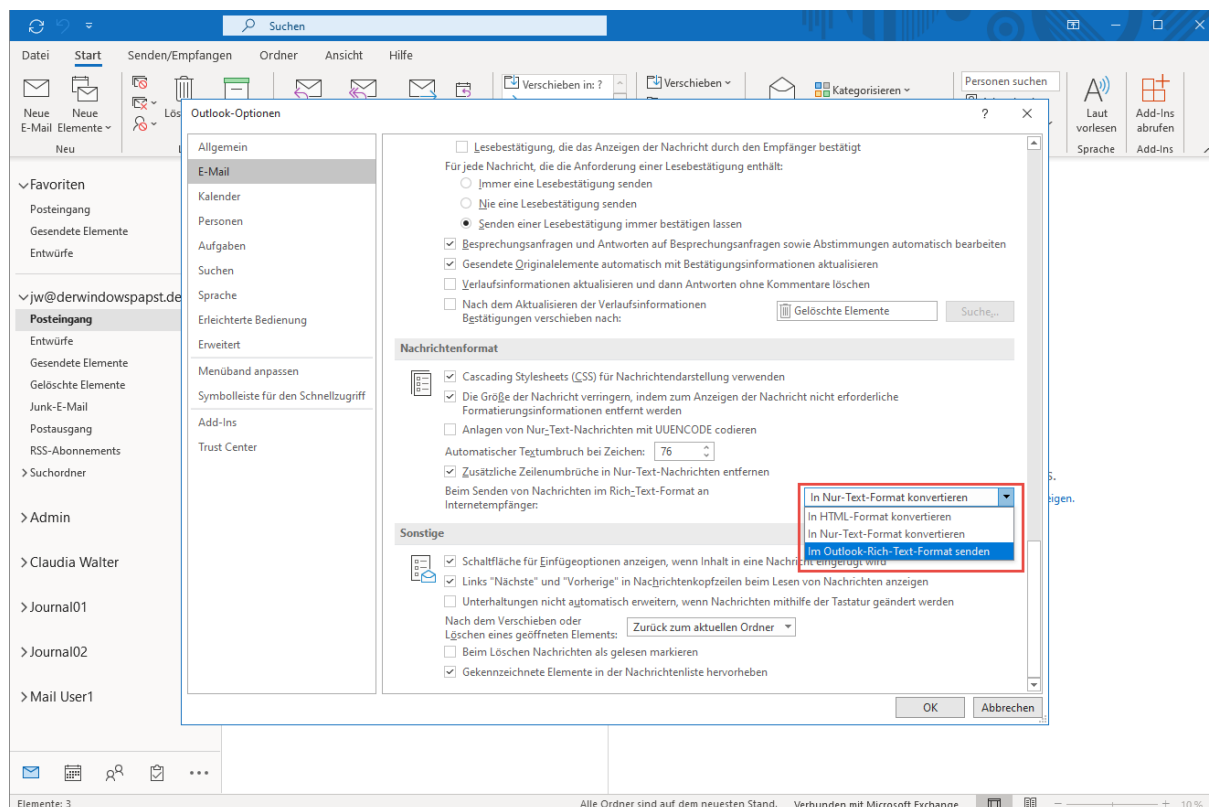 Suchen
Datei Start Senden/Empfangen Ordner Ansicht Hilfe
Verschieben in: ? Verschieben Kategorisieren Personen suchen
Neue E-Mail
Neue Elemente
Lös
Laut vorlesen
Add-Ins abrufen
Neu
Sprache
Add-Ins
Favoriten
Posteingang
Gesendete Elemente
Entwürfe
jw@derwindowspapst.de
Posteingang
Entwürfe
Gesendete Elemente
Gelöschte Elemente
Junk-E-Mail
Postausgang
RSS-Abonnements
Suchordner
Admin
Claudia Walter
Journal01
Journal02
Mail User1
Outlook-Optionen ?
Allgemein
E-Mail
Kalender
Personen
Aufgaben
Suchen
Sprache
Erleichterte Bedienung
Erweitert
Menüband anpassen
Symbolleiste für den Schnellzugriff
Add-Ins
Trust Center
Lesebestätigung, die das Anzeigen der Nachricht durch den Empfänger bestätigt
Für jede Nachricht, die die Anforderung einer Lesebestätigung enthält:
Immer eine Lesebestätigung senden
Nie eine Lesebestätigung senden
Senden einer Lesebestätigung immer bestätigen lassen
Besprechungsanfragen und Antworten auf Besprechungsanfragen sowie Abstimmungen automatisch bearbeiten
Gesendete Originalelemente automatisch mit Bestätigungsinformationen aktualisieren
Verlaufsinformationen aktualisieren und dann Antworten ohne Kommentare löschen
Nach dem Aktualisieren der Verlaufsinformationen
Bestätigungen verschieben nach:
Gelöschte Elemente
Suche...
Nachrichtenformat
Cascading Stylesheets (CSS) für Nachrichtendarstellung verwenden
Die Größe der Nachricht verringern, indem zum Anzeigen der Nachricht nicht erforderliche
Formatierungsinformationen entfernt werden
Anlagen von Nur-Text-Nachrichten mit UUENCODE codieren
Automatischer Textumbruch bei Zeichen: 76
Zusätzliche Zeilenumbrüche in Nur-Text-Nachrichten entfernen
Beim Senden von Nachrichten im Rich-Text-Format an
Internetempfänger:
In Nur-Text-Format konvertieren
In HTML-Format konvertieren
In Nur-Text-Format konvertieren
Im Outlook-Rich-Text-Format senden
Sonstige
Schaltfläche für Einfügeoptionen anzeigen, wenn Inhalt in eine Nachricht eingefügt wird
Links "Nächste" und "Vorherige" in Nachrichtenkopfzeilen beim Lesen von Nachrichten anzeigen
Unterhaltungen nicht automatisch erweitern, wenn Nachrichten mithilfe der Tastatur geändert werden
Nach dem Verschieben oder
Löschen eines geöffneten Elements: Zurück zum aktuellen Ordner
Beim Löschen Nachrichten als gelesen markieren
Gekennzeichnete Elemente in der Nachrichtenliste hervorheben
OK Abbrechen
s.
eigen.
Elemente: 3 Alle Ordner sind auf dem neuesten Stand. Verbunden mit Microsoft Exchange 10 %